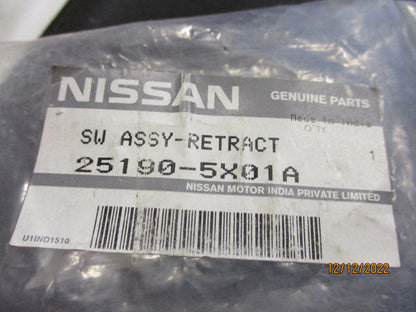 NISSAN
GENUINE PARTS
Made in India
Q'TY
SW ASSY-RETRACT 1
25190-5X01A
NISSAN MOTOR INDIA PRIVATE LIMITED
U1IND1510
12/12/2022